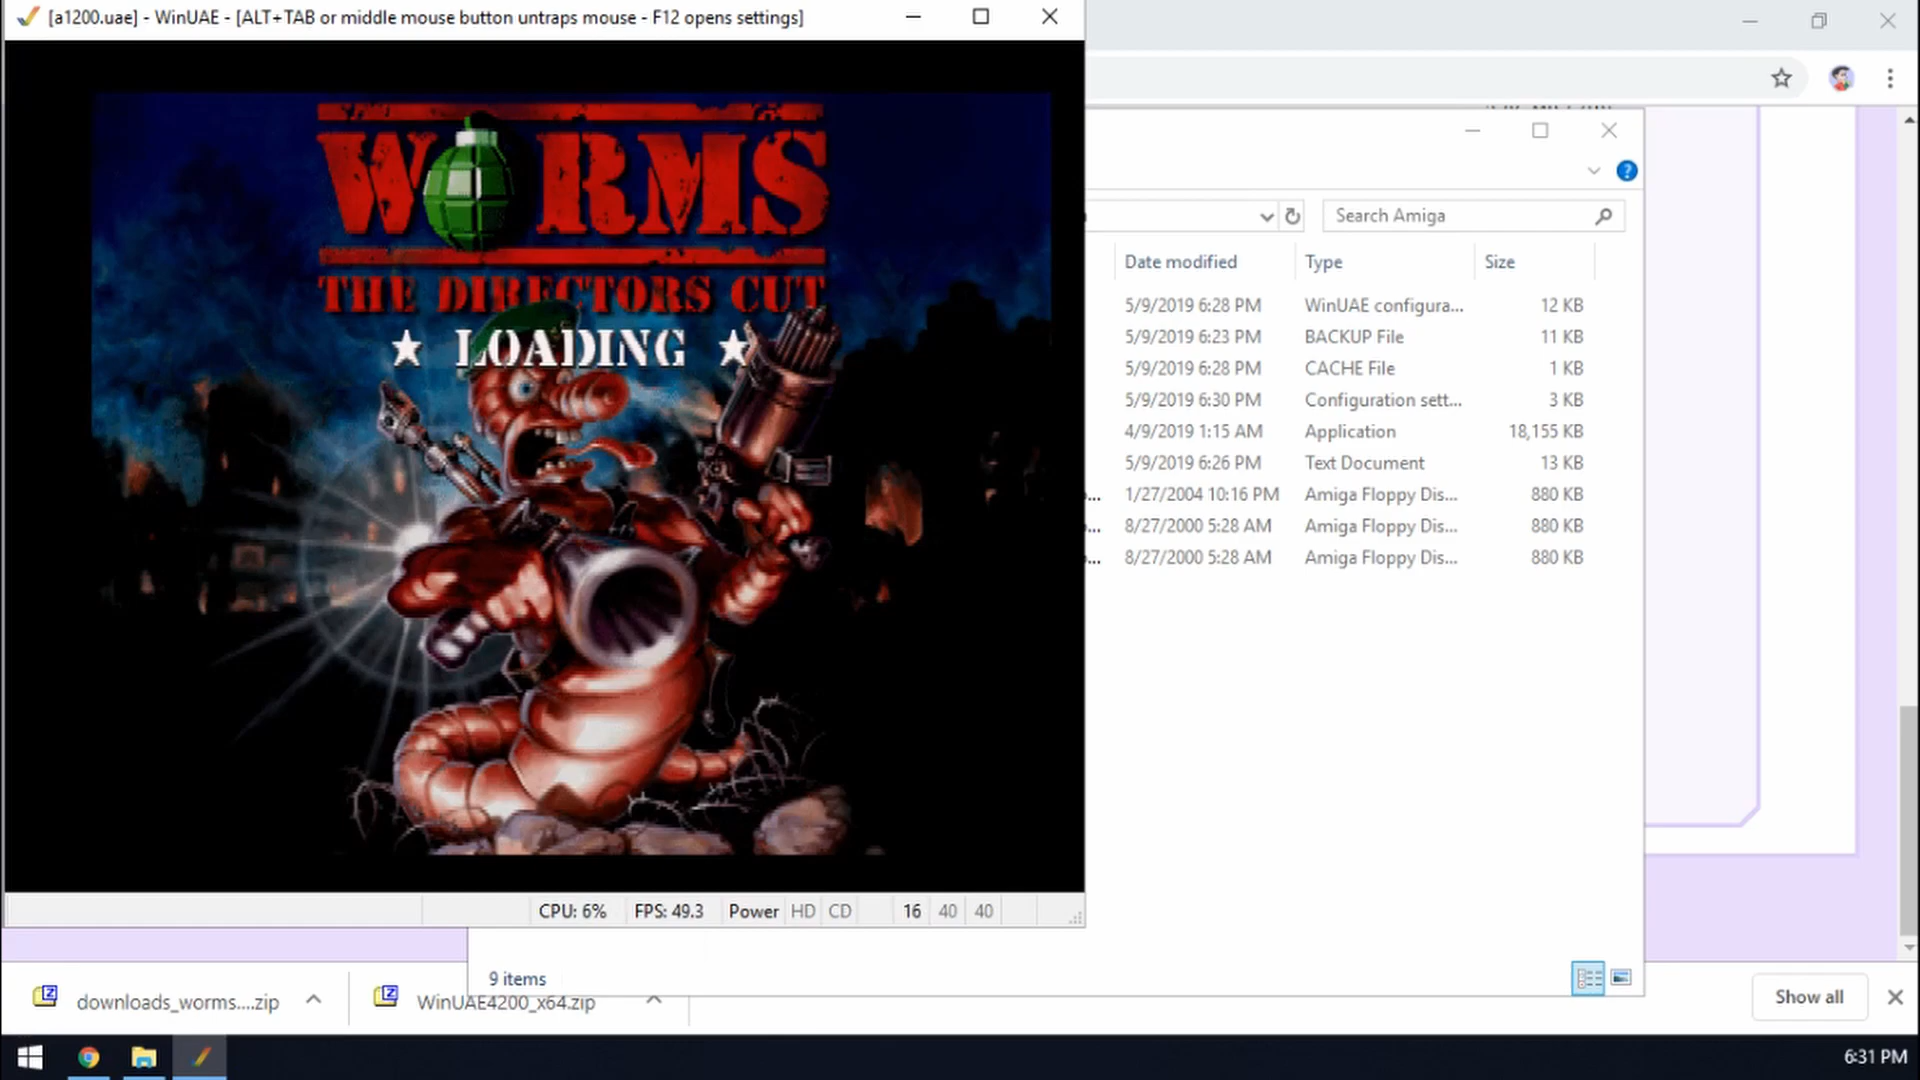 [a1200.uae] - WinUAE - [ALT+TAB or middle mouse button untraps mouse - F12 opens settings]
WORMS
THE DIRECTORS CUT
LOADING
Search Amiga
Date modified Type Size
5/9/2019 6:28 PM WinUAE configura... 12 KB
5/9/2019 6:23 PM BACKUP File 11 KB
5/9/2019 6:28 PM CACHE File 1 KB
5/9/2019 6:30 PM Configuration sett... 3 KB
4/9/2019 1:15 AM Application 18,155 KB
5/9/2019 6:26 PM Text Document 13 KB
... 1/27/2004 10:16 PM Amiga Floppy Dis... 880 KB
... 8/27/2000 5:28 AM Amiga Floppy Dis... 880 KB
... 8/27/2000 5:28 AM Amiga Floppy Dis... 880 KB
CPU: 6% FPS: 49.3 Power HD CD 16 40 40
9 items
downloads_worms....zip WinUAE4200_x64.zip Show all
6:31 PM